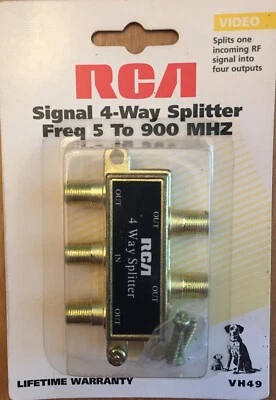 VIDEO
RCA
Splits one
incoming RF
signal into
four outputs
Signal 4-Way Splitter
Freq 5 To 900 MHZ
OUT
OUT
RCA
4 Way Splitter
IN
OUT
OUT
LIFETIME WARRANTY
VH49